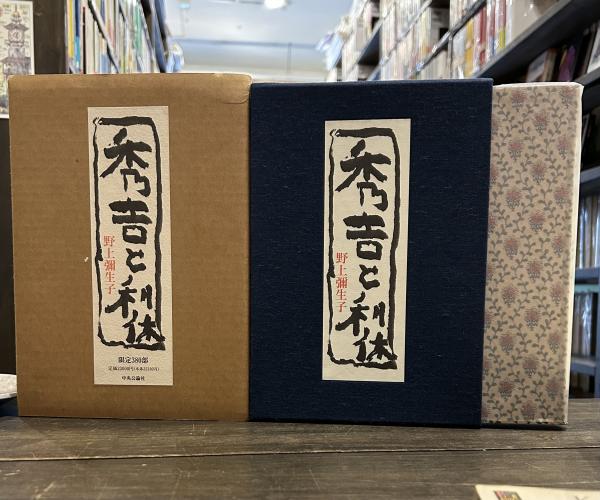 秀吉と利休
野上彌生子
限定380部
中央公論社
秀吉と利休
野上彌生子